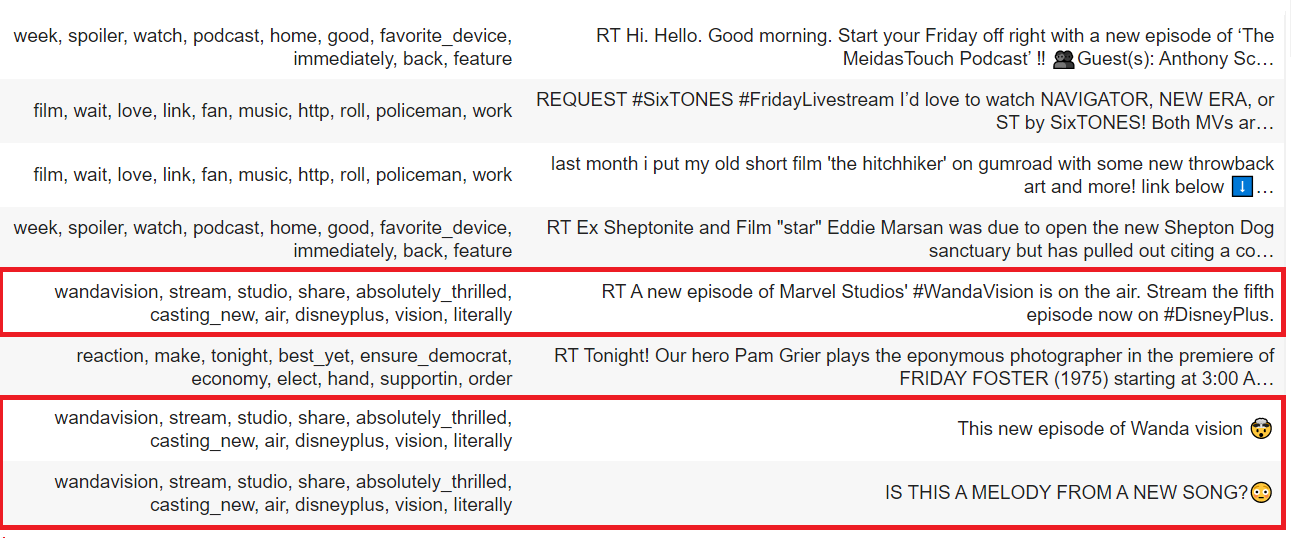 week, spoiler, watch, podcast, home, good, favorite_device,
immediately, back, feature
RT Hi. Hello. Good morning. Start your Friday off right with a new episode of ‘The
MeidasTouch Podcast’ ‼ 👥Guest(s): Anthony Sc…
film, wait, love, link, fan, music, http, roll, policeman, work
REQUEST #SixTONES #FridayLivestream I’d love to watch NAVIGATOR, NEW ERA, or
ST by SixTONES! Both MVs ar…
film, wait, love, link, fan, music, http, roll, policeman, work
last month i put my old short film 'the hitchhiker' on gumroad with some new throwback
art and more! link below ⬇️…
week, spoiler, watch, podcast, home, good, favorite_device,
immediately, back, feature
RT Ex Sheptonite and Film "star" Eddie Marsan was due to open the new Shepton Dog
sanctuary but has pulled out citing a co…
wandavision, stream, studio, share, absolutely_thrilled,
casting_new, air, disneyplus, vision, literally
RT A new episode of Marvel Studios' #WandaVision is on the air. Stream the fifth
episode now on #DisneyPlus.
reaction, make, tonight, best_yet, ensure_democrat,
economy, elect, hand, supportin, order
RT Tonight! Our hero Pam Grier plays the eponymous photographer in the premiere of
FRIDAY FOSTER (1975) starting at 3:00 A…
wandavision, stream, studio, share, absolutely_thrilled,
casting_new, air, disneyplus, vision, literally
This new episode of Wanda vision 🤯
wandavision, stream, studio, share, absolutely_thrilled,
casting_new, air, disneyplus, vision, literally
IS THIS A MELODY FROM A NEW SONG?😳